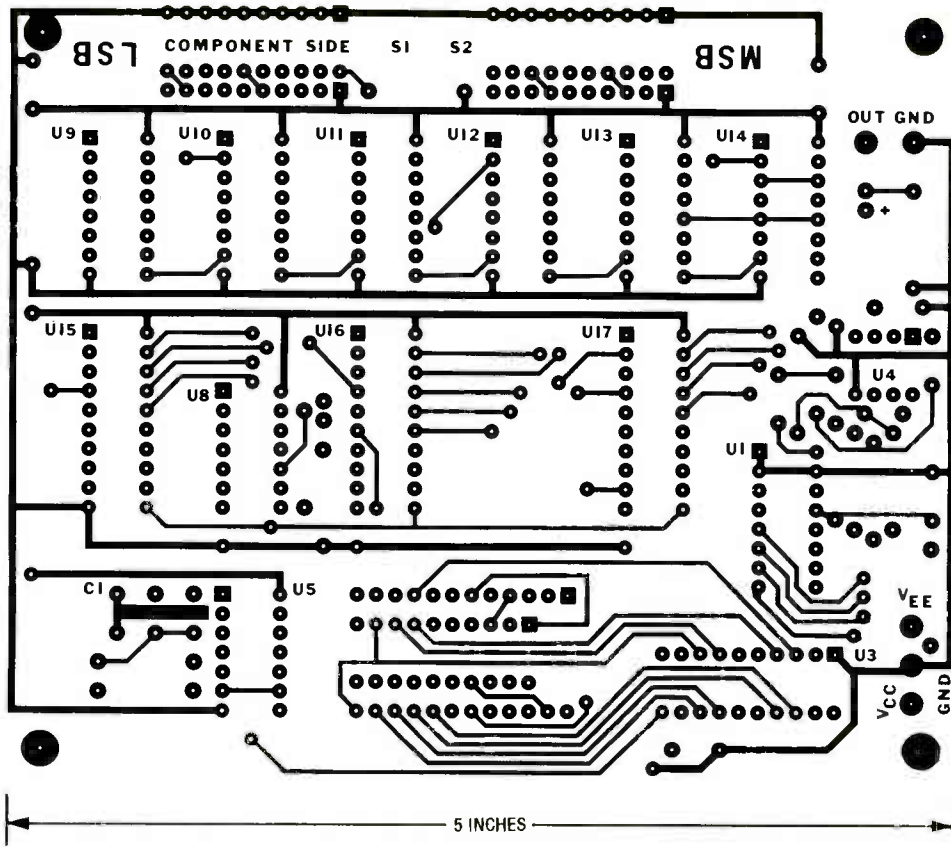 LSB COMPONENT SIDE S1 S2 MSB
OUT GND
U9 U10 U11 U12 U13 U14
+
U15 U16 U17
U8 U4
U1
C1 U5
VEE
U3
VCC GND
5 INCHES